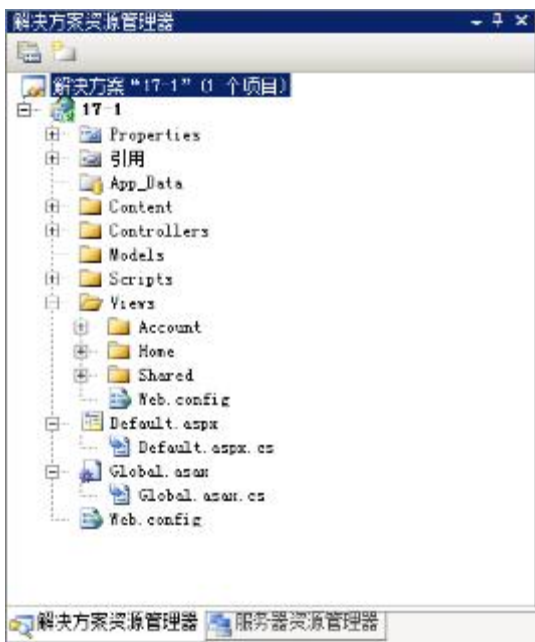 解决方案资源管理器
解决方案"17-1"(1 个项目)
17-1
Properties
引用
App_Data
Content
Controllers
Models
Scripts
Views
Account
Home
Shared
Web.config
Default.aspx
Default.aspx.cs
Global.asax
Global.asax.cs
Web.config
解决方案资源管理器 服务器资源管理器